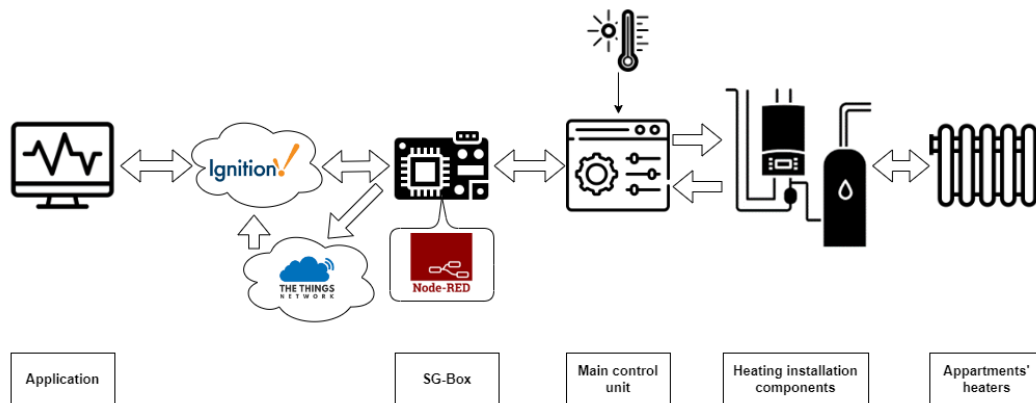 Ignition!
THE THINGS
NETWORK
Node-RED
Application
SG-Box
Main control
unit
Heating installation
components
Appartments'
heaters